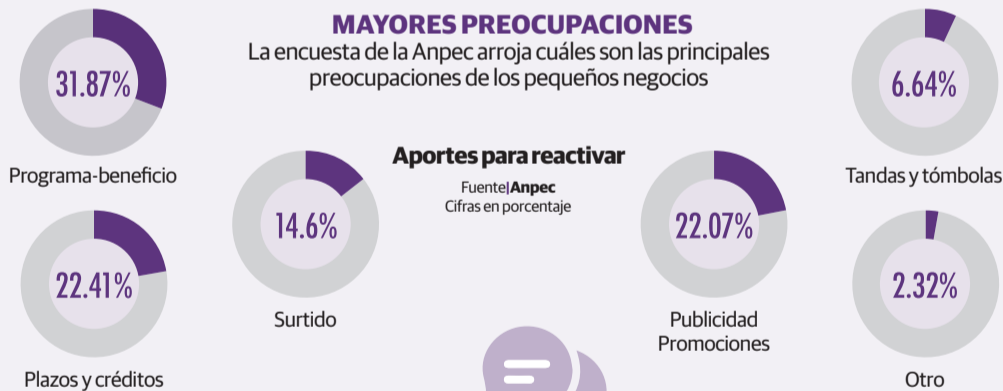 MAYORES PREOCUPACIONES
La encuesta de la Anpec arroja cuáles son las principales
preocupaciones de los pequeños negocios
Aportes para reactivar
Fuente|Anpec
Cifras en porcentaje
31.87%
Programa-beneficio
22.41%
Plazos y créditos
14.6%
Surtido
22.07%
Publicidad
Promociones
6.64%
Tandas y tómbolas
2.32%
Otro